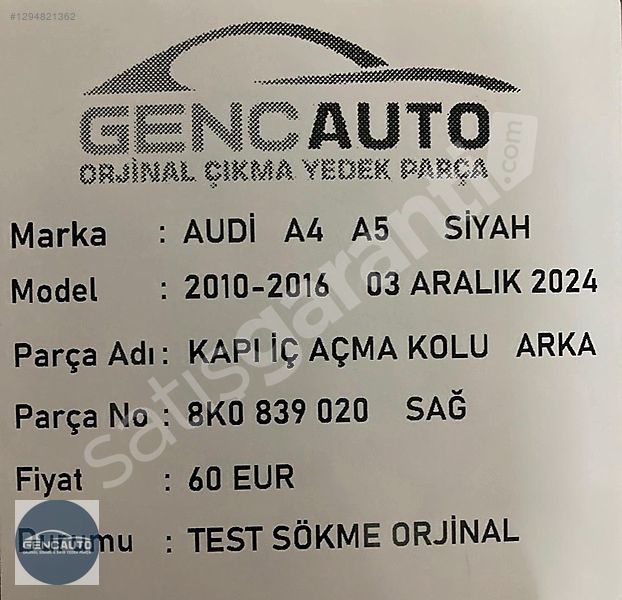 #1294821362
GENCAUTO
ORJİNAL ÇIKMA YEDEK PARÇA
Marka : AUDİ A4 A5 SİYAH
Model : 2010-2016 03 ARALIK 2024
Parça Adı : KAPI İÇ AÇMA KOLU ARKA
Parça No : 8K0 839 020 SAĞ
Fiyat : 60 EUR
Durumu : TEST SÖKME ORJİNAL
satışgaranti.com
GENCAUTO